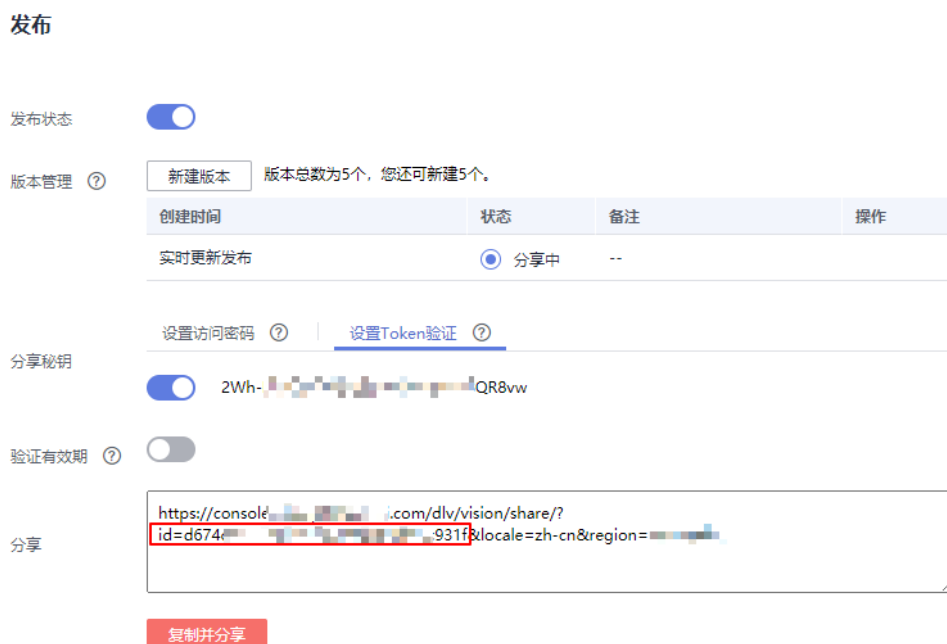 发布
发布状态
版本管理 ? 新建版本 版本总数为5个，您还可新建5个。
创建时间 状态 备注 操作
实时更新发布 分享中 --
设置访问密码 ? 设置Token验证 ?
分享秘钥
2Wh- QR8vw
验证有效期 ?
https://console .com/dlv/vision/share/?
id=d674 931f&locale=zh-cn&region=
分享
复制并分享